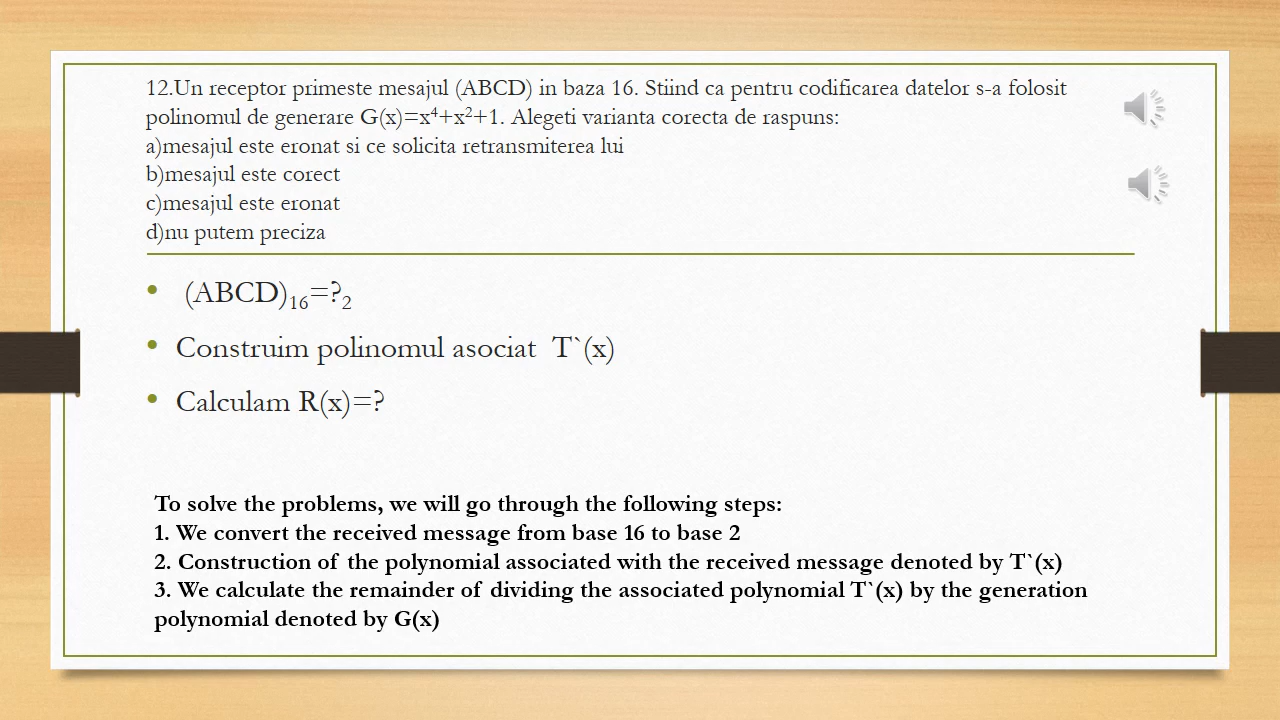 12.Un receptor primeste mesajul (ABCD) in baza 16. Stiind ca pentru codificarea datelor s-a folosit
polinomul de generare G(x)=x⁴+x²+1. Alegeti varianta corecta de raspuns:
a)mesajul este eronat si ce solicita retransmiterea lui
b)mesajul este corect
c)mesajul este eronat
d)nu putem preciza
• (ABCD)₁₆=?₂
• Construim polinomul asociat T`(x)
• Calculam R(x)=?
To solve the problems, we will go through the following steps:
1. We convert the received message from base 16 to base 2
2. Construction of the polynomial associated with the received message denoted by T`(x)
3. We calculate the remainder of dividing the associated polynomial T`(x) by the generation
polynomial denoted by G(x)